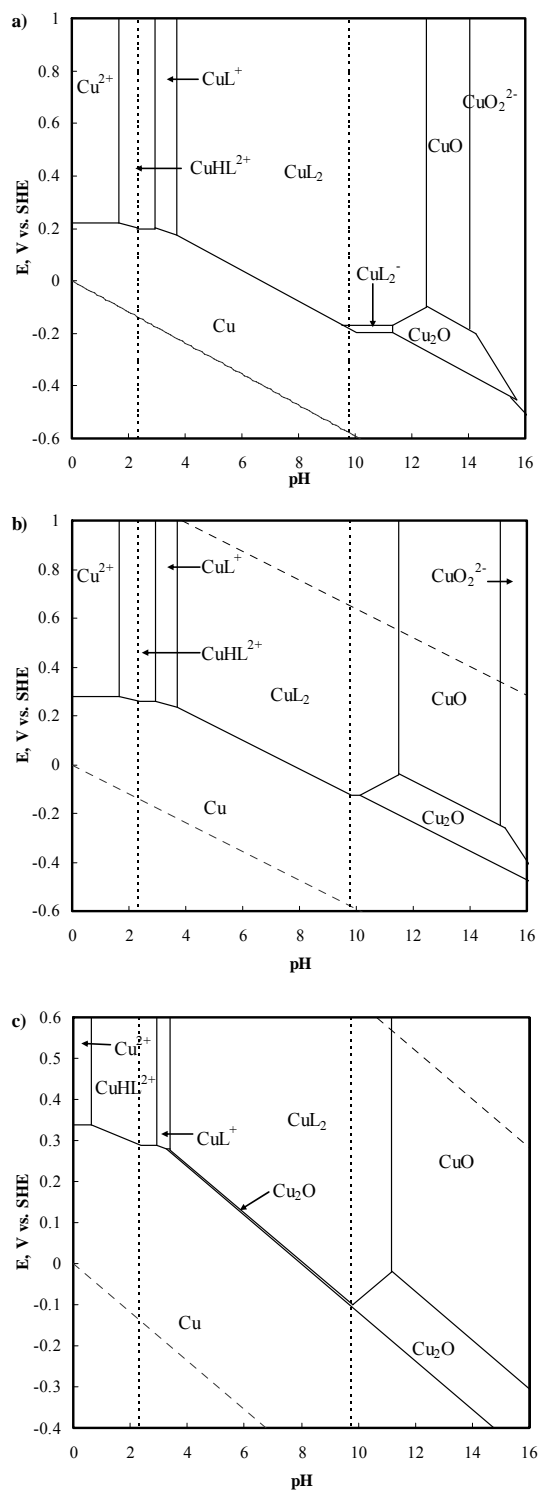 a)
1
0.8
0.6
0.4
0.2
0
-0.2
-0.4
-0.6
E, V vs. SHE
Cu²⁺
CuL⁺
CuHL²⁺
CuL₂
CuO
CuO₂²⁻
CuL₂⁻
Cu₂O
Cu
0 2 4 6 8 10 12 14 16
pH
b)
1
0.8
0.6
0.4
0.2
0
-0.2
-0.4
-0.6
E, V vs. SHE
Cu²⁺
CuL⁺
CuO₂²⁻
CuHL²⁺
CuL₂
CuO
Cu₂O
Cu
0 2 4 6 8 10 12 14 16
pH
c)
0.6
0.5
0.4
0.3
0.2
0.1
0
-0.1
-0.2
-0.3
-0.4
E, V vs. SHE
Cu²⁺
CuHL²⁺
CuL⁺
CuL₂
CuO
Cu₂O
Cu
Cu₂O
0 2 4 6 8 10 12 14 16
pH